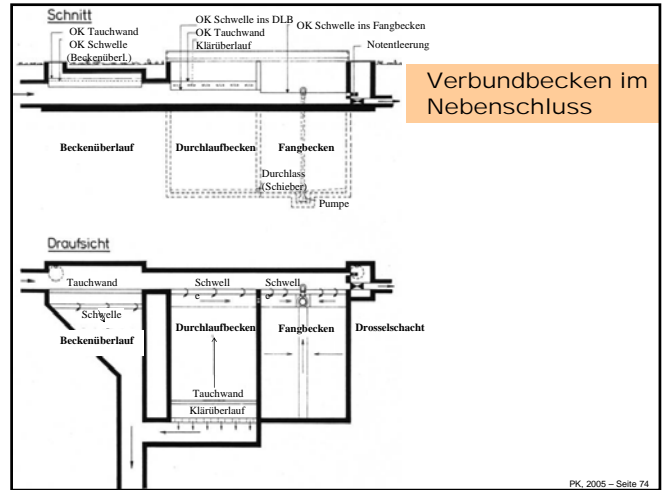 Schnitt
OK Tauchwand
OK Schwelle
(Beckenüberl.)
OK Schwelle ins DLB
OK Tauchwand
Klärüberlauf
OK Schwelle ins Fangbecken
Notentleerung
Verbundbecken im
Nebenschluss
Beckenüberlauf
Durchlaufbecken
Fangbecken
Durchlass
(Schieber)
Pumpe
Draufsicht
Tauchwand
Schwell
e
Schwell
e
Schwelle
Durchlaufbecken
Fangbecken
Drosselschacht
Beckenüberlauf
Tauchwand
Klärüberlauf
PK, 2005 – Seite 74